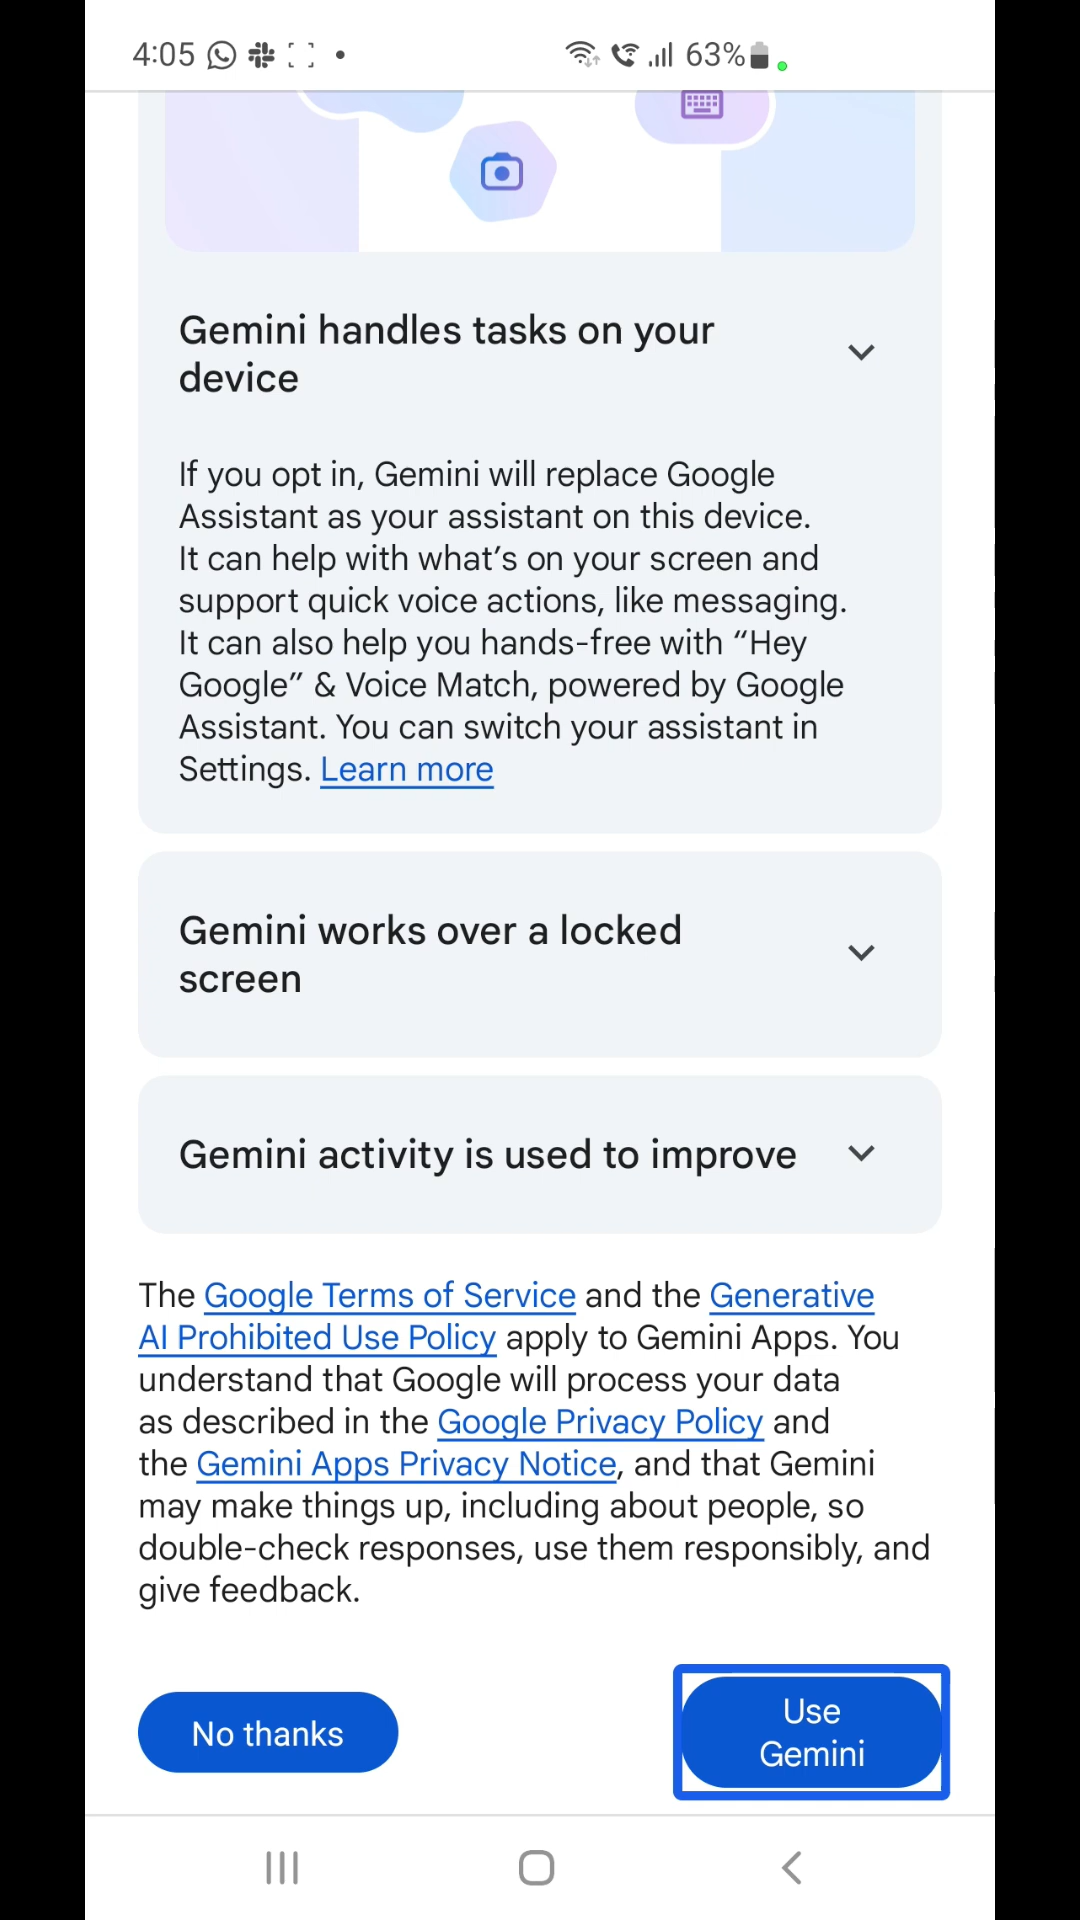 4:05
63%
Gemini handles tasks on your
device
If you opt in, Gemini will replace Google
Assistant as your assistant on this device.
It can help with what’s on your screen and
support quick voice actions, like messaging.
It can also help you hands-free with “Hey
Google” & Voice Match, powered by Google
Assistant. You can switch your assistant in
Settings. Learn more
Gemini works over a locked
screen
Gemini activity is used to improve
The Google Terms of Service and the Generative
AI Prohibited Use Policy apply to Gemini Apps. You
understand that Google will process your data
as described in the Google Privacy Policy and
the Gemini Apps Privacy Notice, and that Gemini
may make things up, including about people, so
double-check responses, use them responsibly, and
give feedback.
No thanks
Use
Gemini